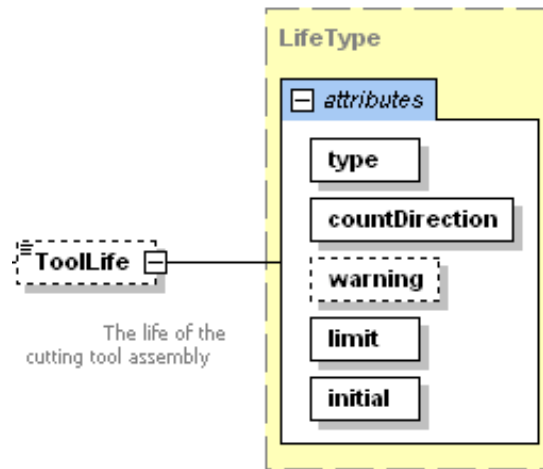 LifeType
attributes
type
countDirection
ToolLife
warning
The life of the
cutting tool assembly
limit
initial